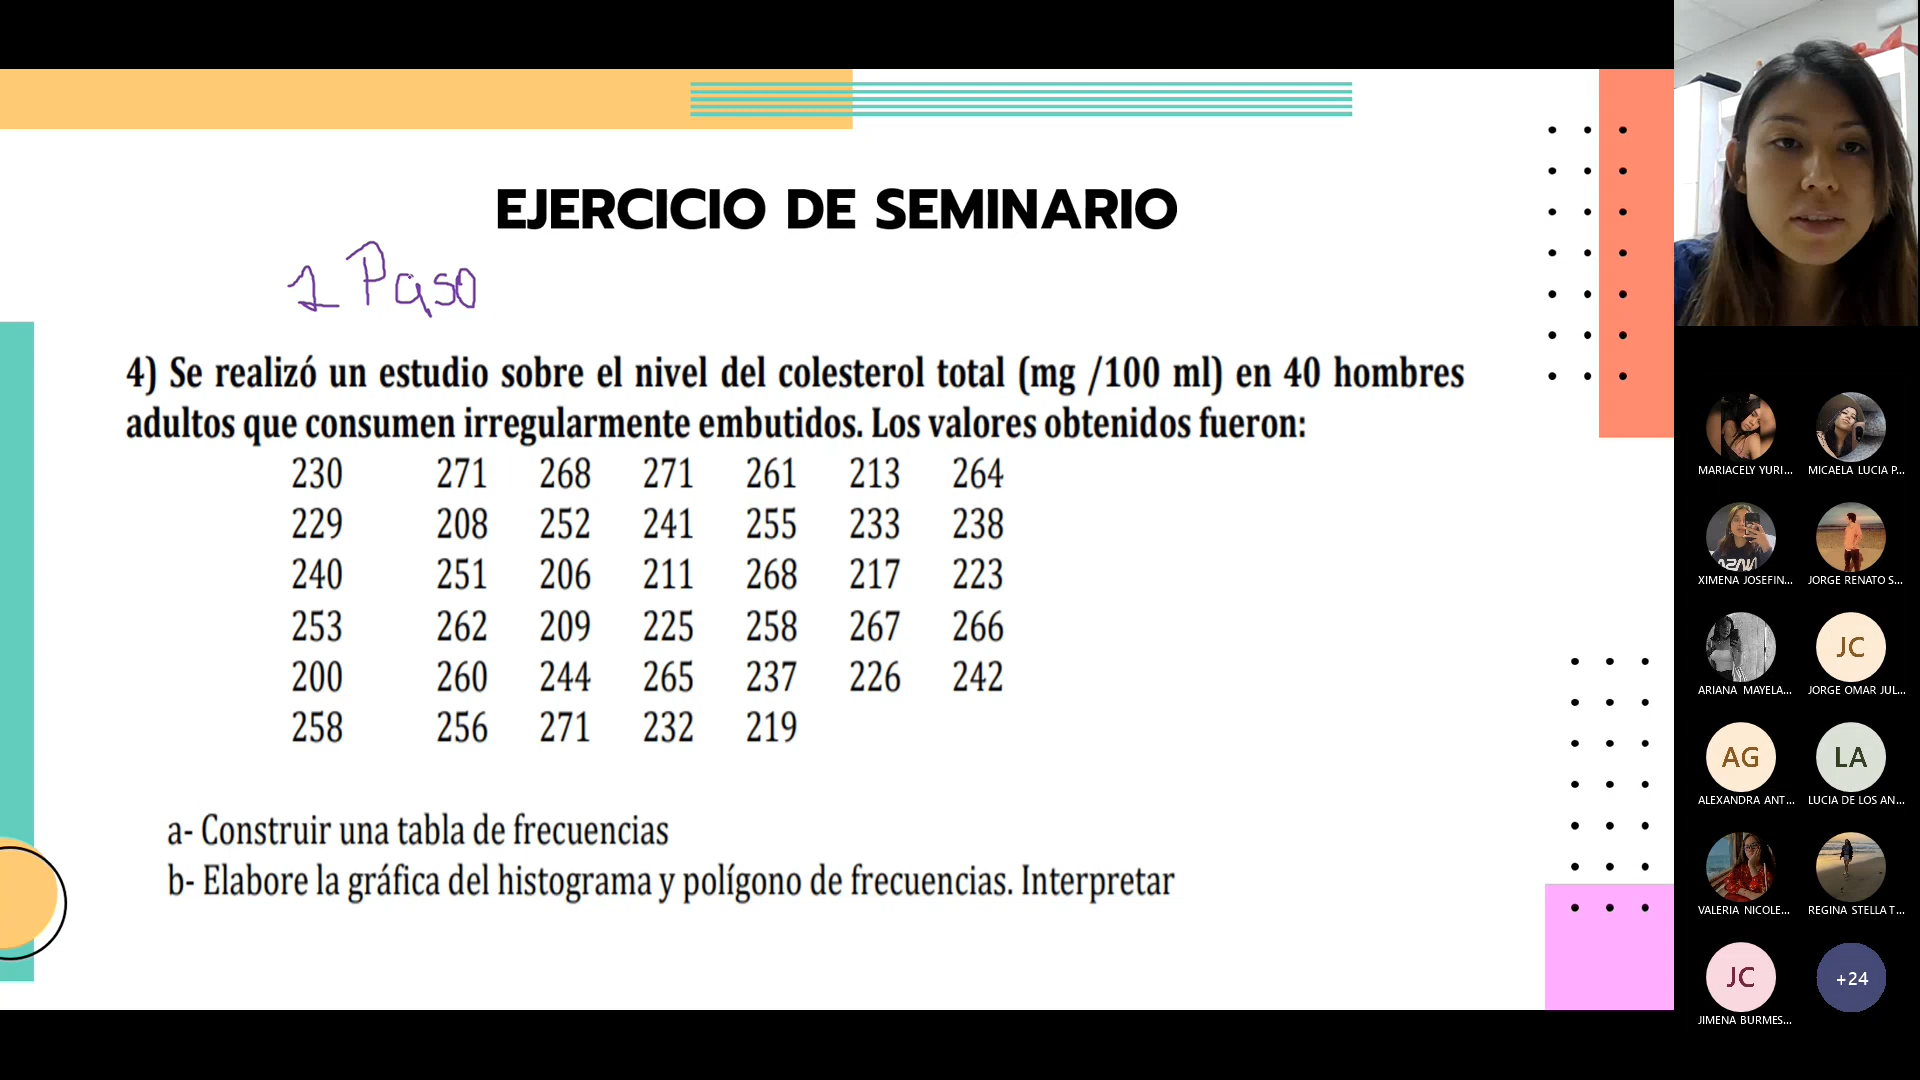 EJERCICIO DE SEMINARIO
1 Paso
4) Se realizó un estudio sobre el nivel del colesterol total (mg /100 ml) en 40 hombres
adultos que consumen irregularmente embutidos. Los valores obtenidos fueron:
230 271 268 271 261 213 264
229 208 252 241 255 233 238
240 251 206 211 268 217 223
253 262 209 225 258 267 266
200 260 244 265 237 226 242
258 256 271 232 219
a- Construir una tabla de frecuencias
b- Elabore la gráfica del histograma y polígono de frecuencias. Interpretar
MARIACELY YURI... MICAELA LUCIA P...
XIMENA JOSEFIN... JORGE RENATO S...
JC
ARIANA MAYELA... JORGE OMAR JUL...
AG LA
ALEXANDRA ANT... LUCIA DE LOS AN...
VALERIA NICOLE... REGINA STELLA T...
JC +24
JIMENA BURMES...